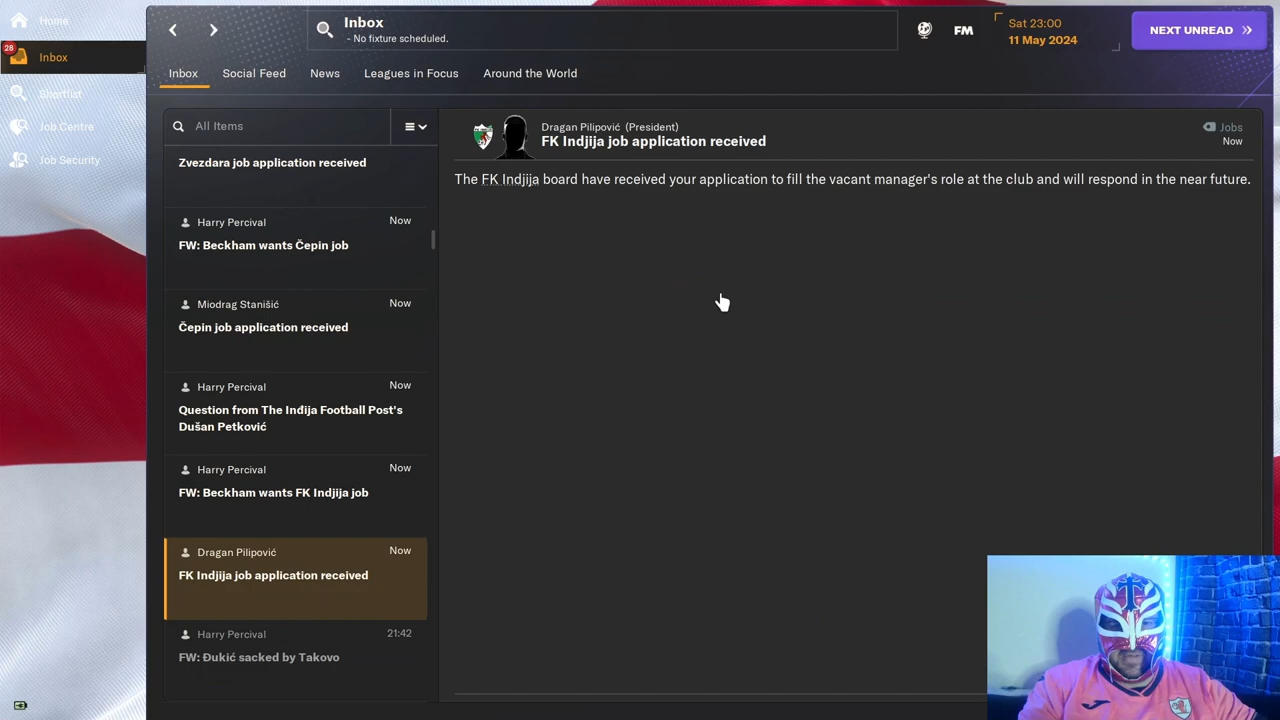 Home
Inbox
- No fixture scheduled.
FM
Sat 23:00
11 May 2024
NEXT UNREAD
28
Inbox
Shortlist
Job Centre
Job Security
Inbox
Social Feed
News
Leagues in Focus
Around the World
All Items
Zvezdara job application received
Harry Percival
Now
FW: Beckham wants Čepin job
Miodrag Stanišić
Now
Čepin job application received
Harry Percival
Now
Question from The Inđija Football Post's
Dušan Petković
Harry Percival
Now
FW: Beckham wants FK Indjija job
Dragan Pilipović
Now
FK Indjija job application received
Harry Percival
21:42
FW: Đukić sacked by Takovo
Dragan Pilipović (President)
FK Indjija job application received
Jobs
Now
The FK Indjija board have received your application to fill the vacant manager's role at the club and will respond in the near future.